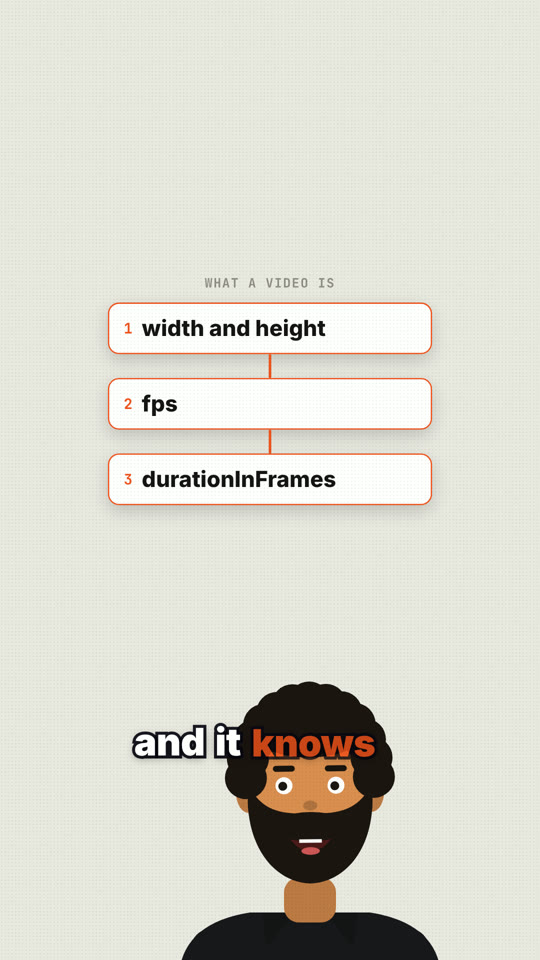 WHAT A VIDEO IS
1 width and height
2 fps
3 durationInFrames
and it knows